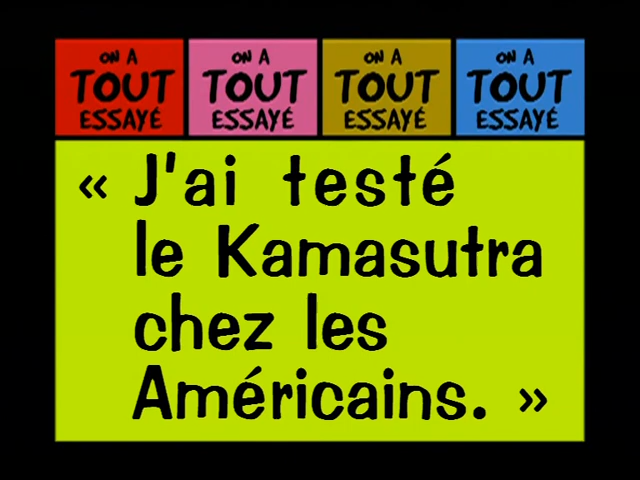 ON A TOUT ESSAYÉ
ON A TOUT ESSAYÉ
ON A TOUT ESSAYÉ
ON A TOUT ESSAYÉ
« J'ai testé
le Kamasutra
chez les
Américains. »